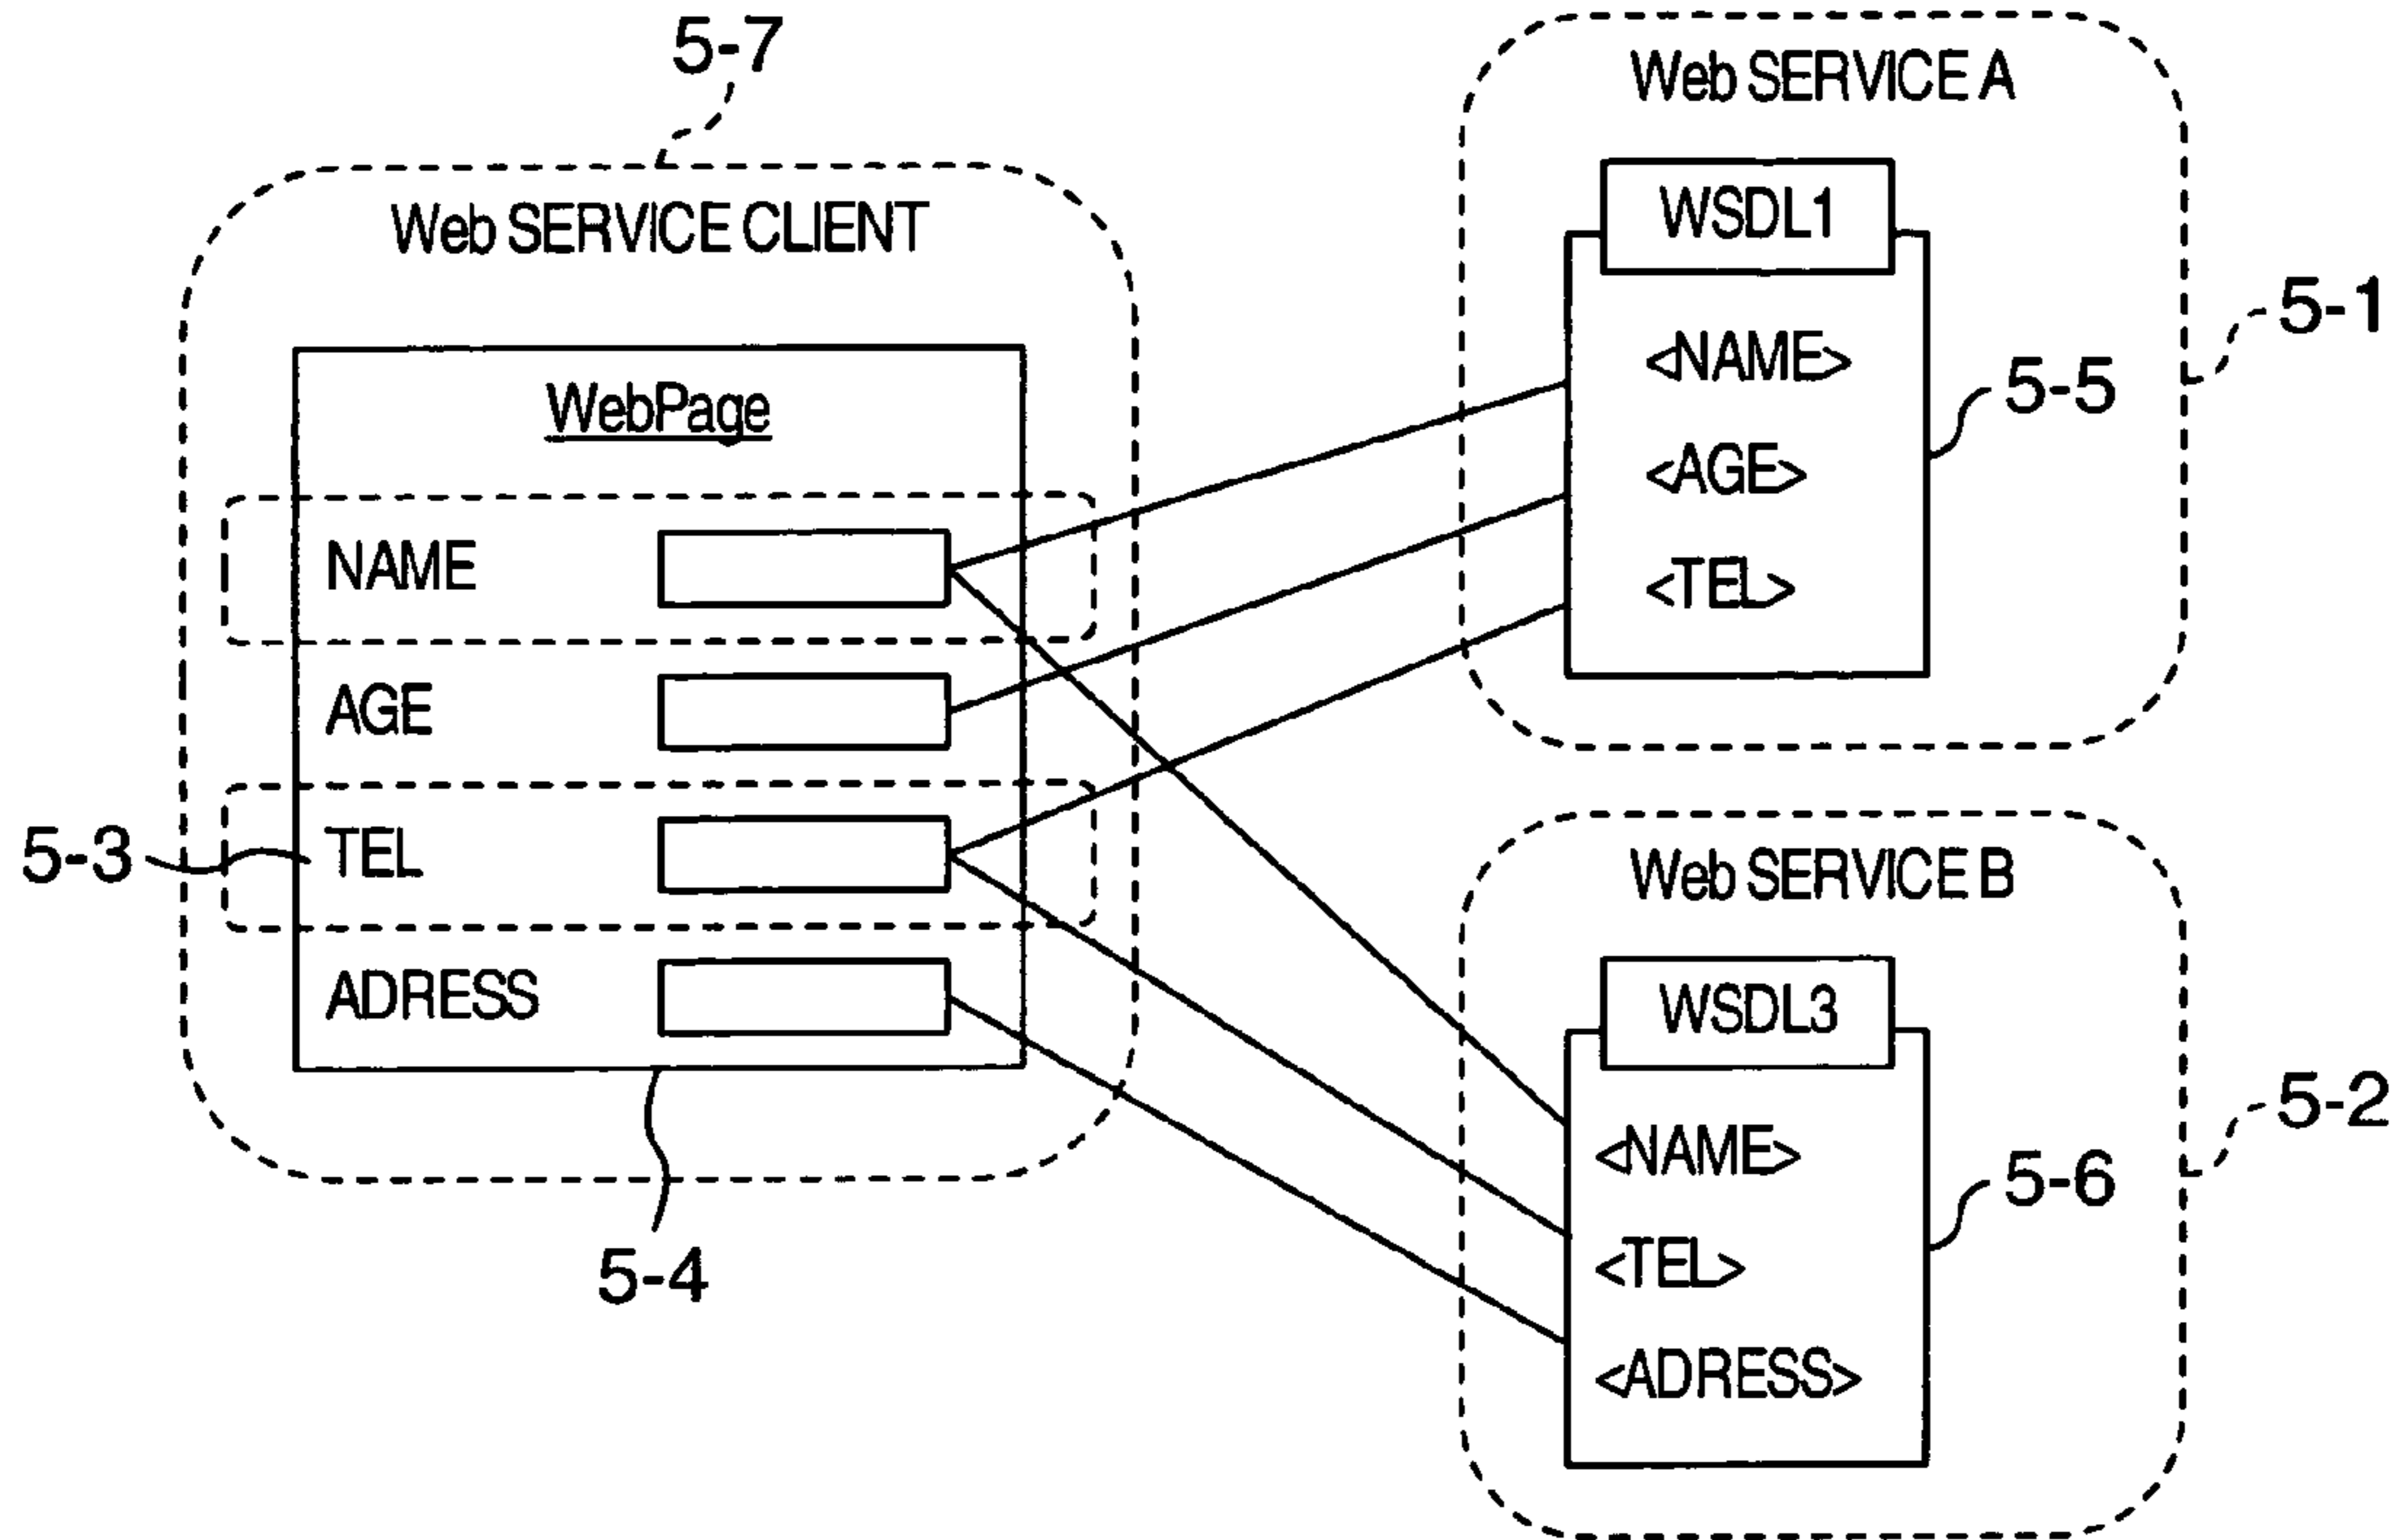 5-7
Web SERVICE CLIENT
WebPage
NAME
AGE
TEL
ADRESS
5-3
5-4
Web SERVICE A
WSDL1
<NAME>
<AGE>
<TEL>
5-1
5-5
Web SERVICE B
WSDL3
<NAME>
<TEL>
<ADRESS>
5-2
5-6